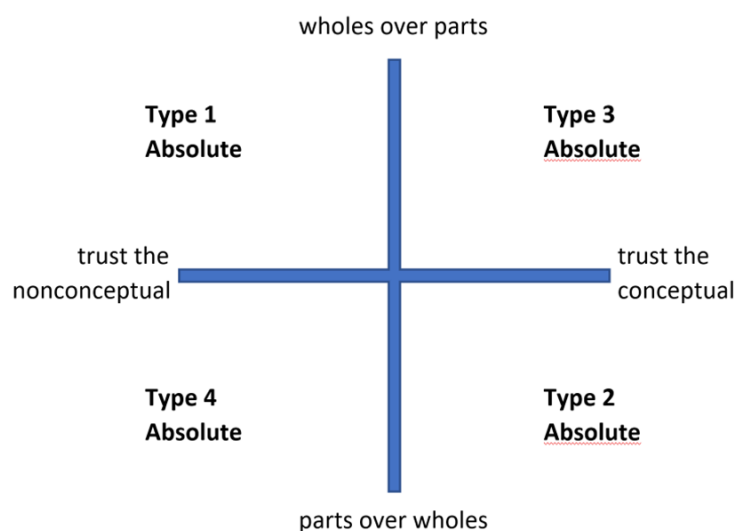 wholes over parts
Type 1
Absolute
Type 3
Absolute
trust the
nonconceptual
trust the
conceptual
Type 4
Absolute
Type 2
Absolute
parts over wholes